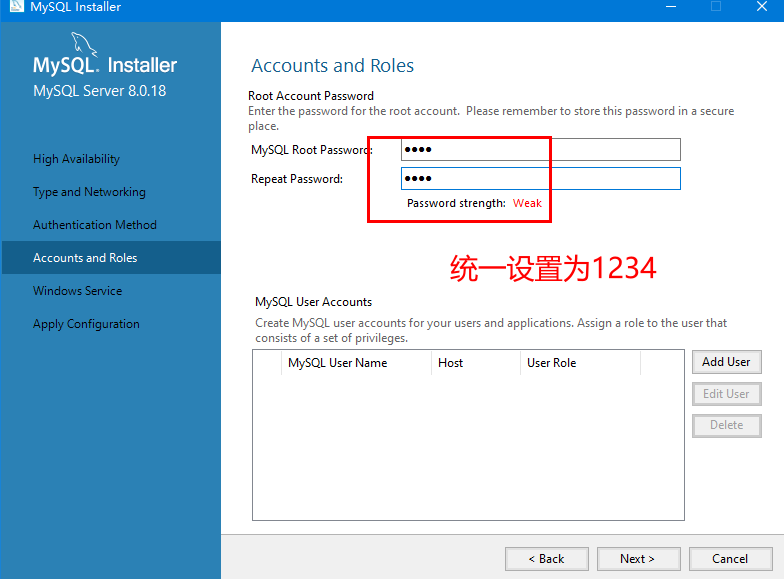 MySQL Installer
MySQL. Installer
MySQL Server 8.0.18
High Availability
Type and Networking
Authentication Method
Accounts and Roles
Windows Service
Apply Configuration
Accounts and Roles
Root Account Password
Enter the password for the root account. Please remember to store this password in a secure
place.
MySQL Root Password: ●●●●
Repeat Password: ●●●●
Password strength: Weak
统一设置为1234
MySQL User Accounts
Create MySQL user accounts for your users and applications. Assign a role to the user that
consists of a set of privileges.
MySQL User Name Host User Role
Add User
Edit User
Delete
< Back Next > Cancel